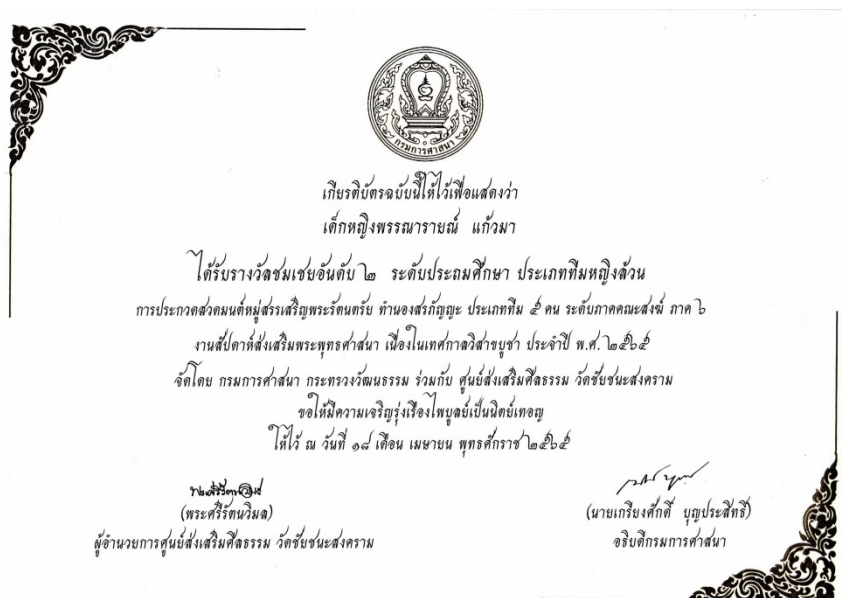 กรมการศาสนา
เกียรติบัตรฉบับนี้ให้ไว้เพื่อแสดงว่า
เด็กหญิงพรรณารายณ์ แก้วมา
ได้รับรางวัลชมเชยอันดับ ๒ ระดับประถมศึกษา ประเภททีมหญิงล้วน
การประกวดสวดมนต์หมู่สรรเสริญพระรัตนตรัย ทำนองสรภัญญะ ประเภททีม ๕ คน ระดับภาคคณะสงฆ์ ภาค ๖
งานสัปดาห์ส่งเสริมพระพุทธศาสนา เนื่องในเทศกาลวิสาขบูชา ประจำปี พ.ศ. ๒๕๖๕
จัดโดย กรมการศาสนา กระทรวงวัฒนธรรม ร่วมกับ ศูนย์ส่งเสริมศีลธรรม วัดชัยชนะสงคราม
ขอให้มีความเจริญรุ่งเรืองไพบูลย์เป็นนิตย์เทอญ
ให้ไว้ ณ วันที่ ๑๘ เดือน เมษายน พุทธศักราช ๒๕๖๕
พระศรีรัตนวิมล
(พระศรีรัตนวิมล)
ผู้อำนวยการศูนย์ส่งเสริมศีลธรรม วัดชัยชนะสงคราม
(นายเกรียงศักดิ์ บุญประสิทธิ์)
อธิบดีกรมการศาสนา